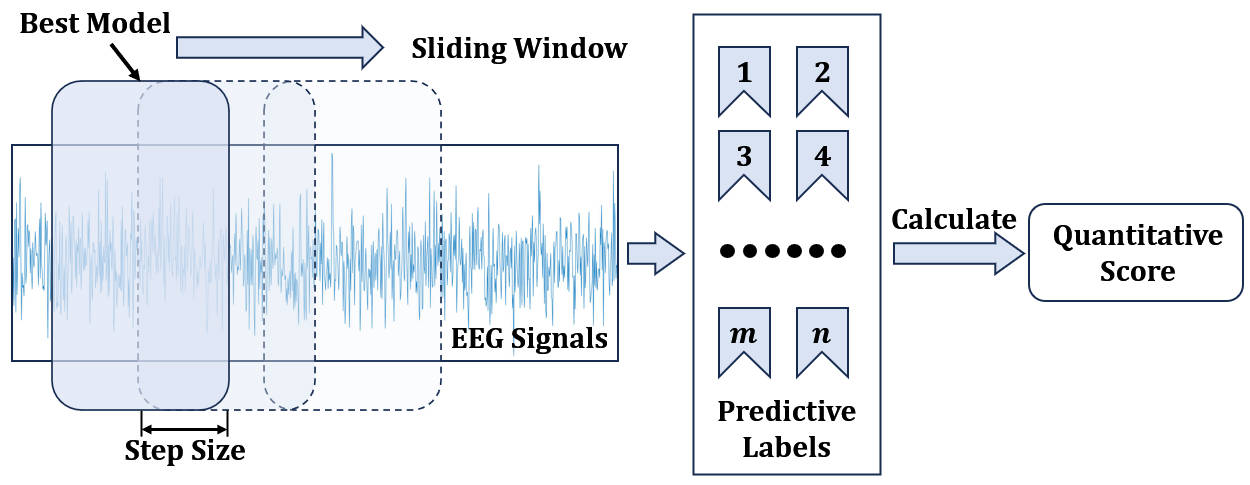 Best Model
Sliding Window
EEG Signals
Step Size
1 2
3 4
m n
Predictive
Labels
Calculate
Quantitative
Score